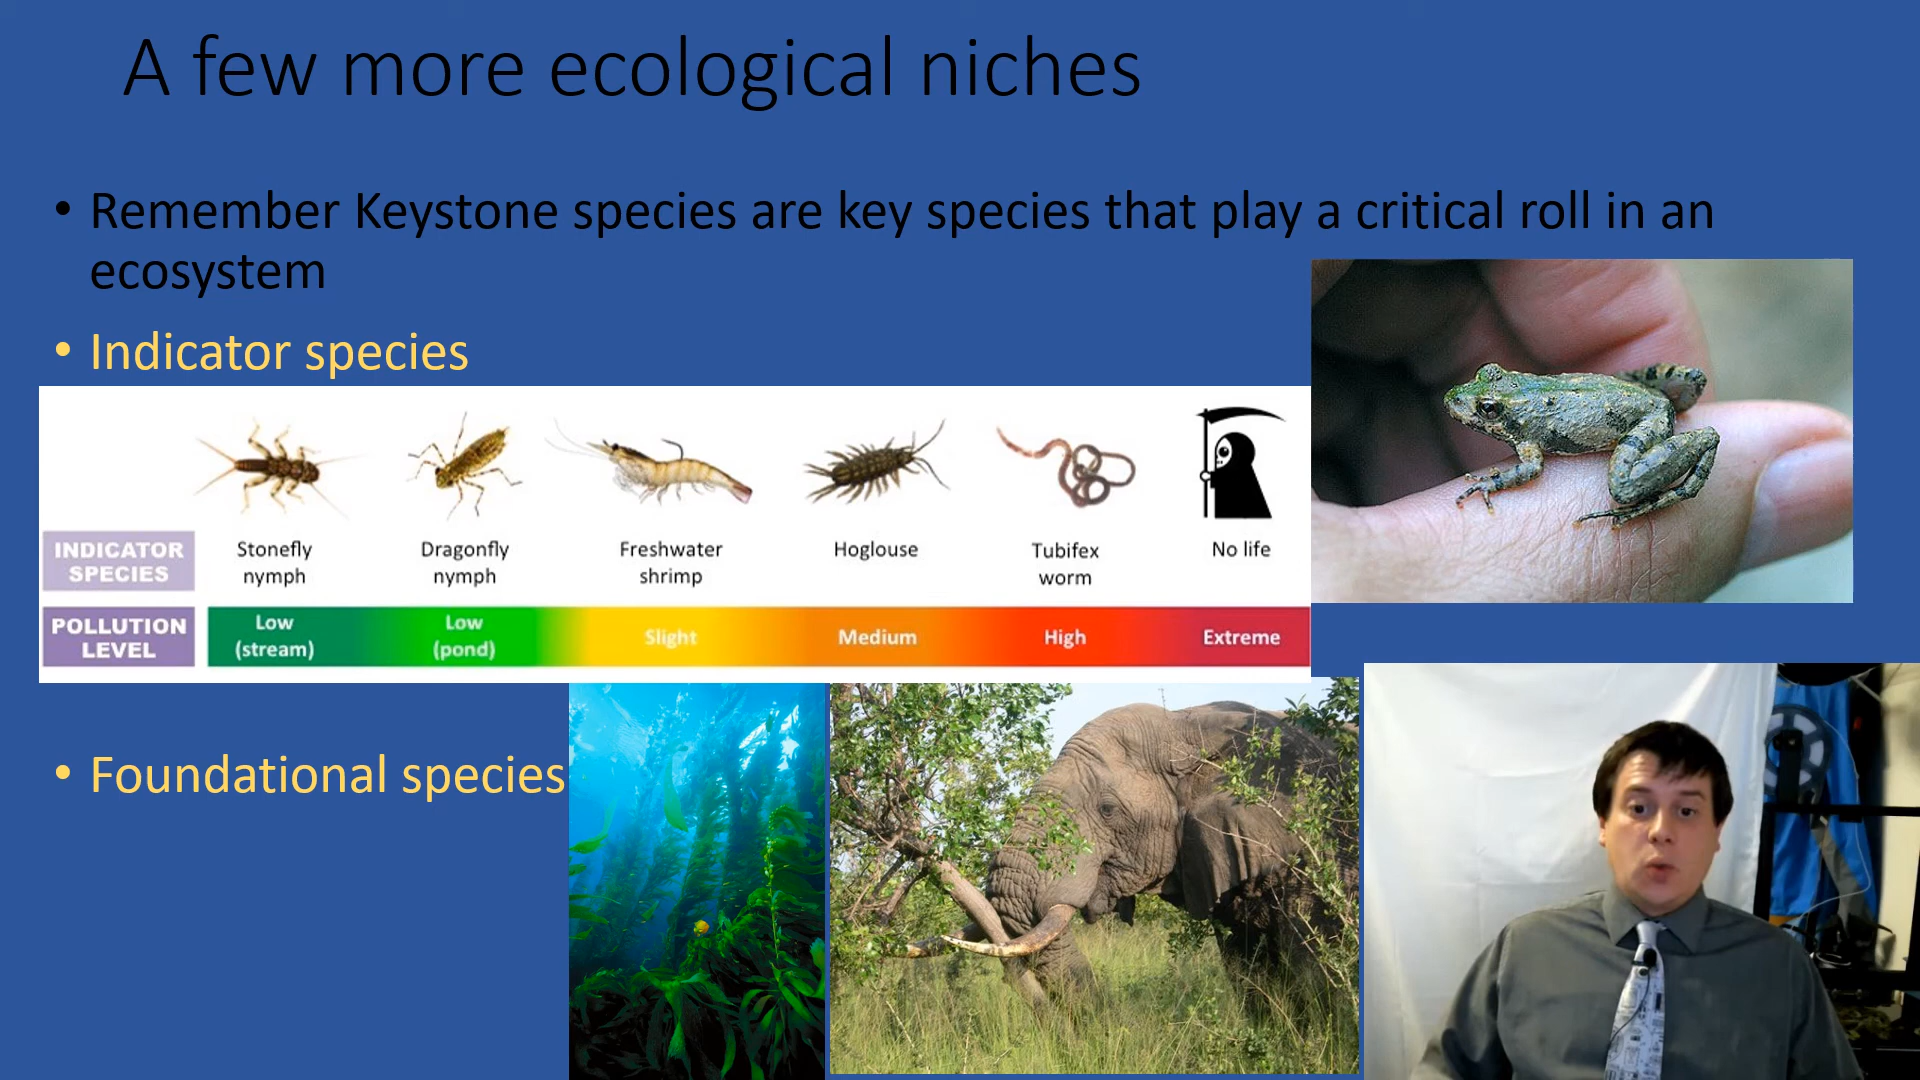 A few more ecological niches
• Remember Keystone species are key species that play a critical roll in an
ecosystem
• Indicator species
INDICATOR
SPECIES
Stonefly
nymph
Dragonfly
nymph
Freshwater
shrimp
Hoglouse
Tubifex
worm
No life
POLLUTION
LEVEL
Low
(stream)
Low
(pond)
Slight
Medium
High
Extreme
• Foundational species